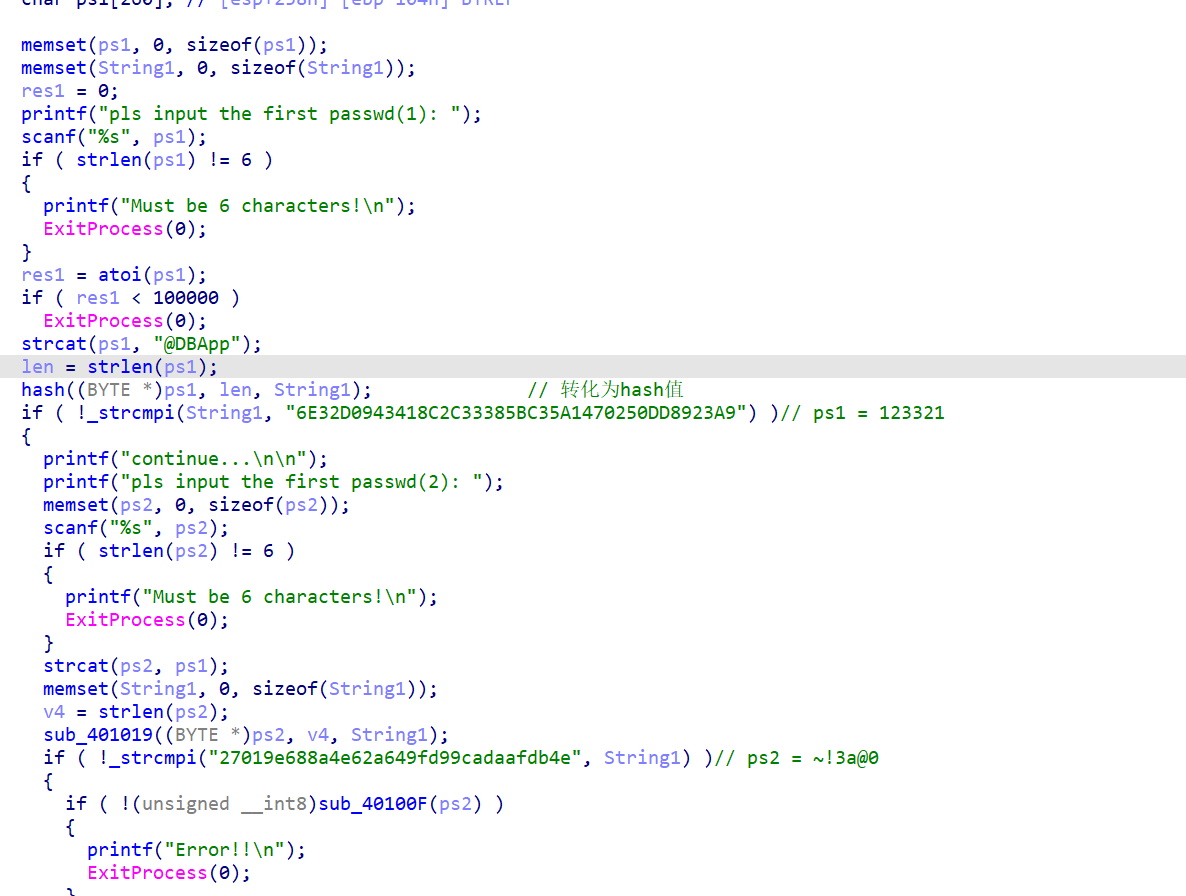 char ps1[260]; // [esp+298h] [ebp-104h] BYREF
memset(ps1, 0, sizeof(ps1));
memset(String1, 0, sizeof(String1));
res1 = 0;
printf("pls input the first passwd(1): ");
scanf("%s", ps1);
if ( strlen(ps1) != 6 )
{
printf("Must be 6 characters!\n");
ExitProcess(0);
}
res1 = atoi(ps1);
if ( res1 < 100000 )
ExitProcess(0);
strcat(ps1, "@DBApp");
len = strlen(ps1);
hash((BYTE *)ps1, len, String1); // 转化为hash值
if ( !_strcmpi(String1, "6E32D0943418C2C33385BC35A1470250DD8923A9") )// ps1 = 123321
{
printf("continue...\n\n");
printf("pls input the first passwd(2): ");
memset(ps2, 0, sizeof(ps2));
scanf("%s", ps2);
if ( strlen(ps2) != 6 )
{
printf("Must be 6 characters!\n");
ExitProcess(0);
}
strcat(ps2, ps1);
memset(String1, 0, sizeof(String1));
v4 = strlen(ps2);
sub_401019((BYTE *)ps2, v4, String1);
if ( !_strcmpi("27019e688a4e62a649fd99cadaafdb4e", String1) )// ps2 = ~!3a@0
{
if ( !(unsigned __int8)sub_40100F(ps2) )
{
printf("Error!!\n");
ExitProcess(0);
}